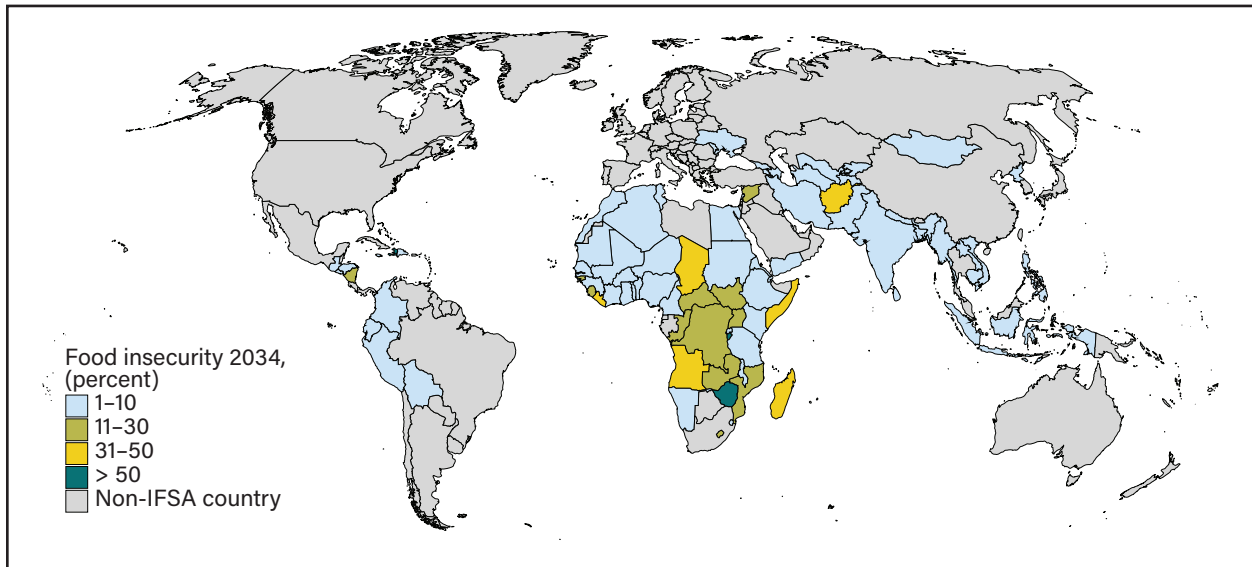 Food insecurity 2034,
(percent)
1–10
11–30
31–50
> 50
Non-IFSA country